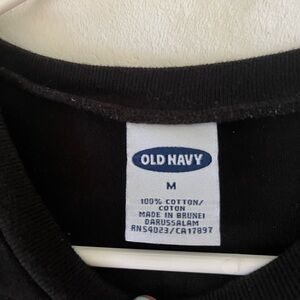 OLD NAVY
M
100% COTTON/
COTON
MADE IN BRUNEI
DARUSSALAM
RN54023/CA17897